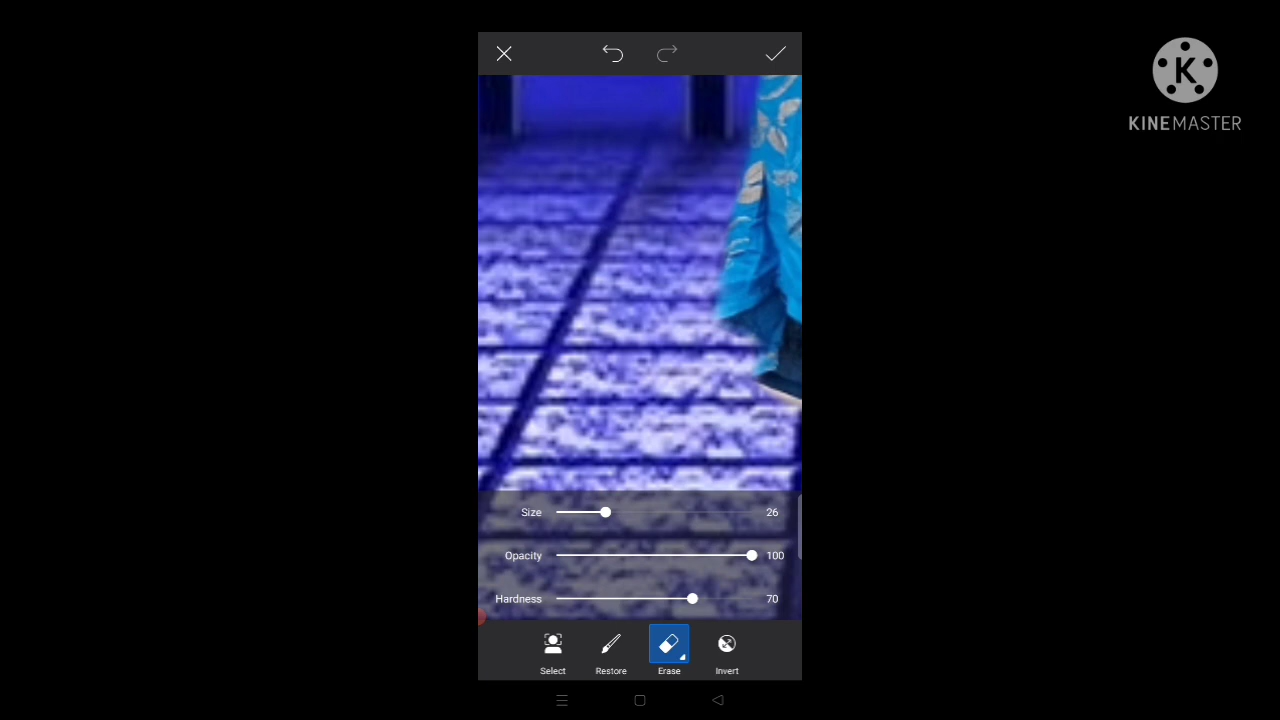 KINEMASTER
Size 26
Opacity 100
Hardness 70
Select Restore Erase Invert